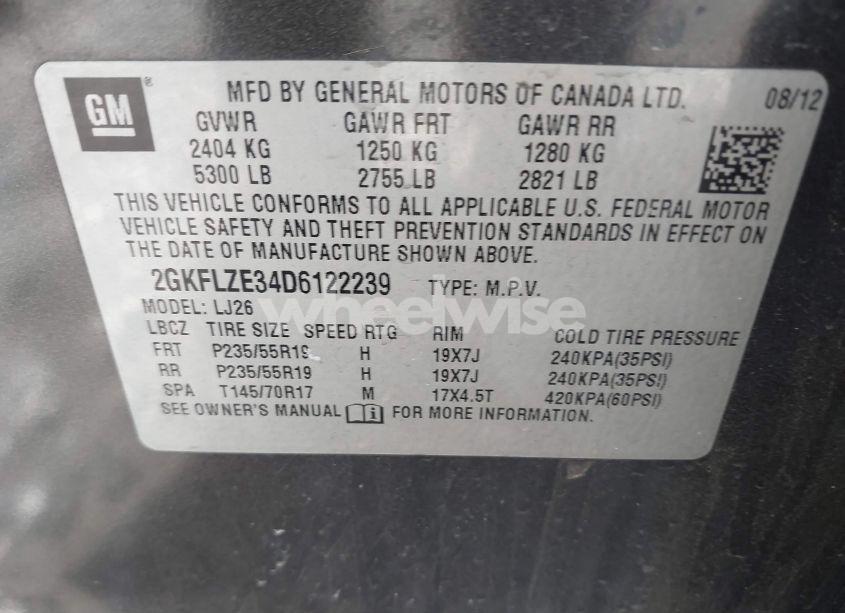 GM ® MFD BY GENERAL MOTORS OF CANADA LTD. 08/12
GVWR GAWR FRT GAWR RR
2404 KG 1250 KG 1280 KG
5300 LB 2755 LB 2821 LB
THIS VEHICLE CONFORMS TO ALL APPLICABLE U.S. FEDERAL MOTOR
VEHICLE SAFETY AND THEFT PREVENTION STANDARDS IN EFFECT ON
THE DATE OF MANUFACTURE SHOWN ABOVE.
2GKFLZE34D6122239 TYPE: M.P.V.
MODEL: LJ26
wheelwise
LBCZ TIRE SIZE SPEED RTG RIM COLD TIRE PRESSURE
FRT P235/55R19 H 19X7J 240KPA(35PSI)
RR P235/55R19 H 19X7J 240KPA(35PSI)
SPA T145/70R17 M 17X4.5T 420KPA(60PSI)
SEE OWNER'S MANUAL i FOR MORE INFORMATION.
wheelwise